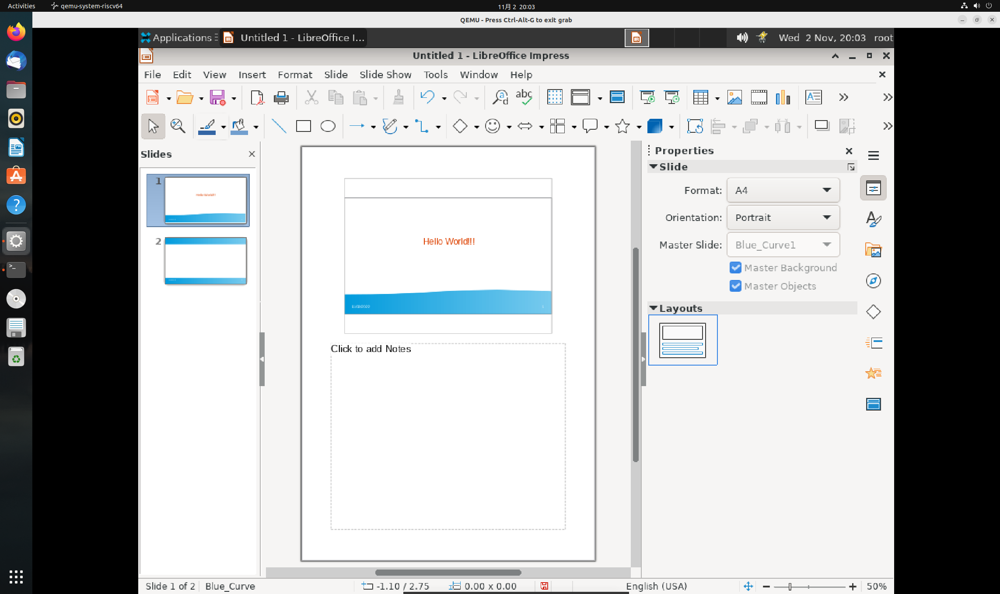 Activities
qemu-system-riscv64
11月 2 20:03
QEMU - Press Ctrl-Alt-G to exit grab
Applications
Untitled 1 - LibreOffice I...
Wed 2 Nov, 20:03
root
Untitled 1 - LibreOffice Impress
File Edit View Insert Format Slide Slide Show Tools Window Help
Slides
1
Hello World!!!
2
Hello World!!!
11/02/2022
1
Click to add Notes
Properties
Slide
Format: A4
Orientation: Portrait
Master Slide: Blue_Curve1
Master Background
Master Objects
Layouts
Slide 1 of 2
Blue_Curve
-1.10 / 2.75
0.00 x 0.00
English (USA)
50%